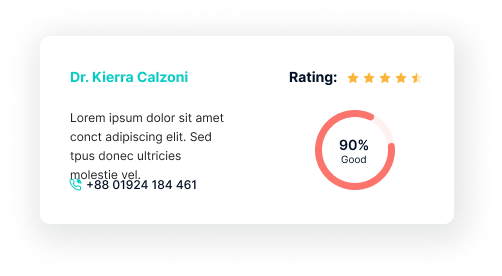 Dr. Kierra Calzoni
Rating:
Lorem ipsum dolor sit amet
conct adipiscing elit. Sed
tpus donec ultricies
molestie vel.
+88 01924 184 461
90%
Good